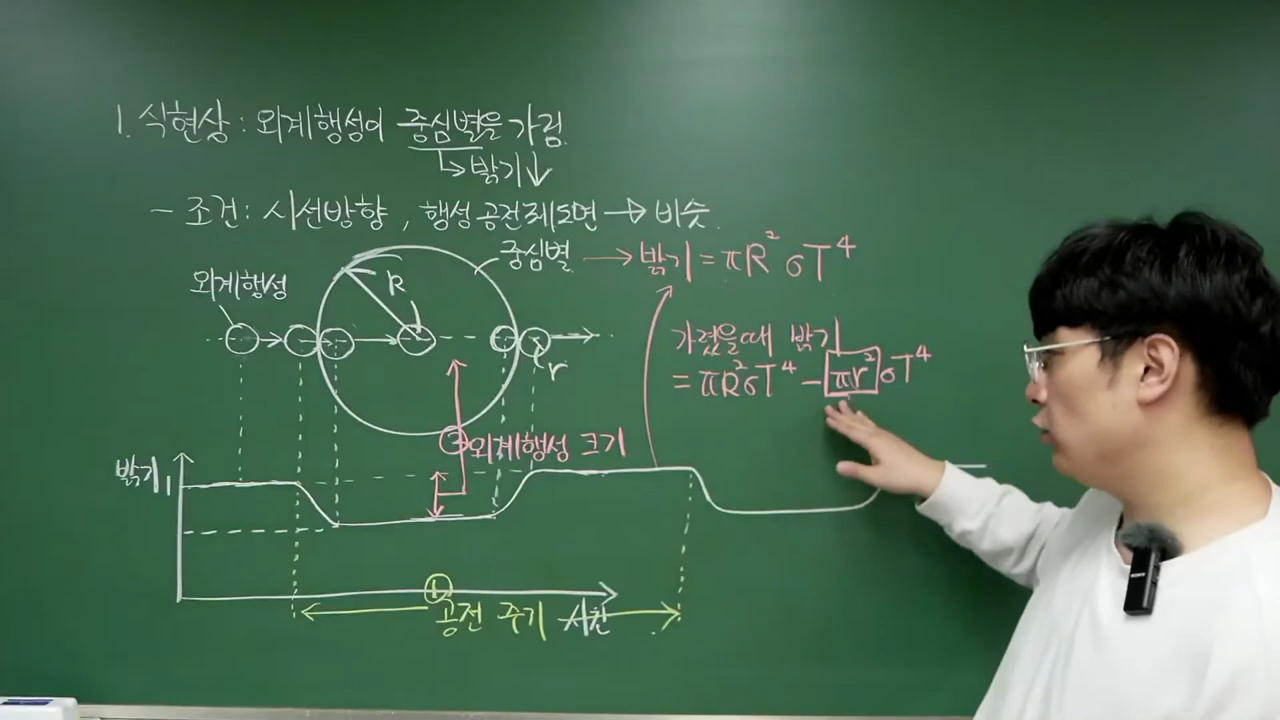 1. 식현상: 외계행성이 중심별을 가림
↳ 밝기↓
- 조건: 시선방향, 행성 공전궤도면 → 비슷.
중심별 → 밝기 = πR²σT⁴
외계행성
R
r
가렸을때 밝기
= πR²σT⁴ - πr²σT⁴
② 외계행성 크기
밝기 1
①
공전 주기 시간